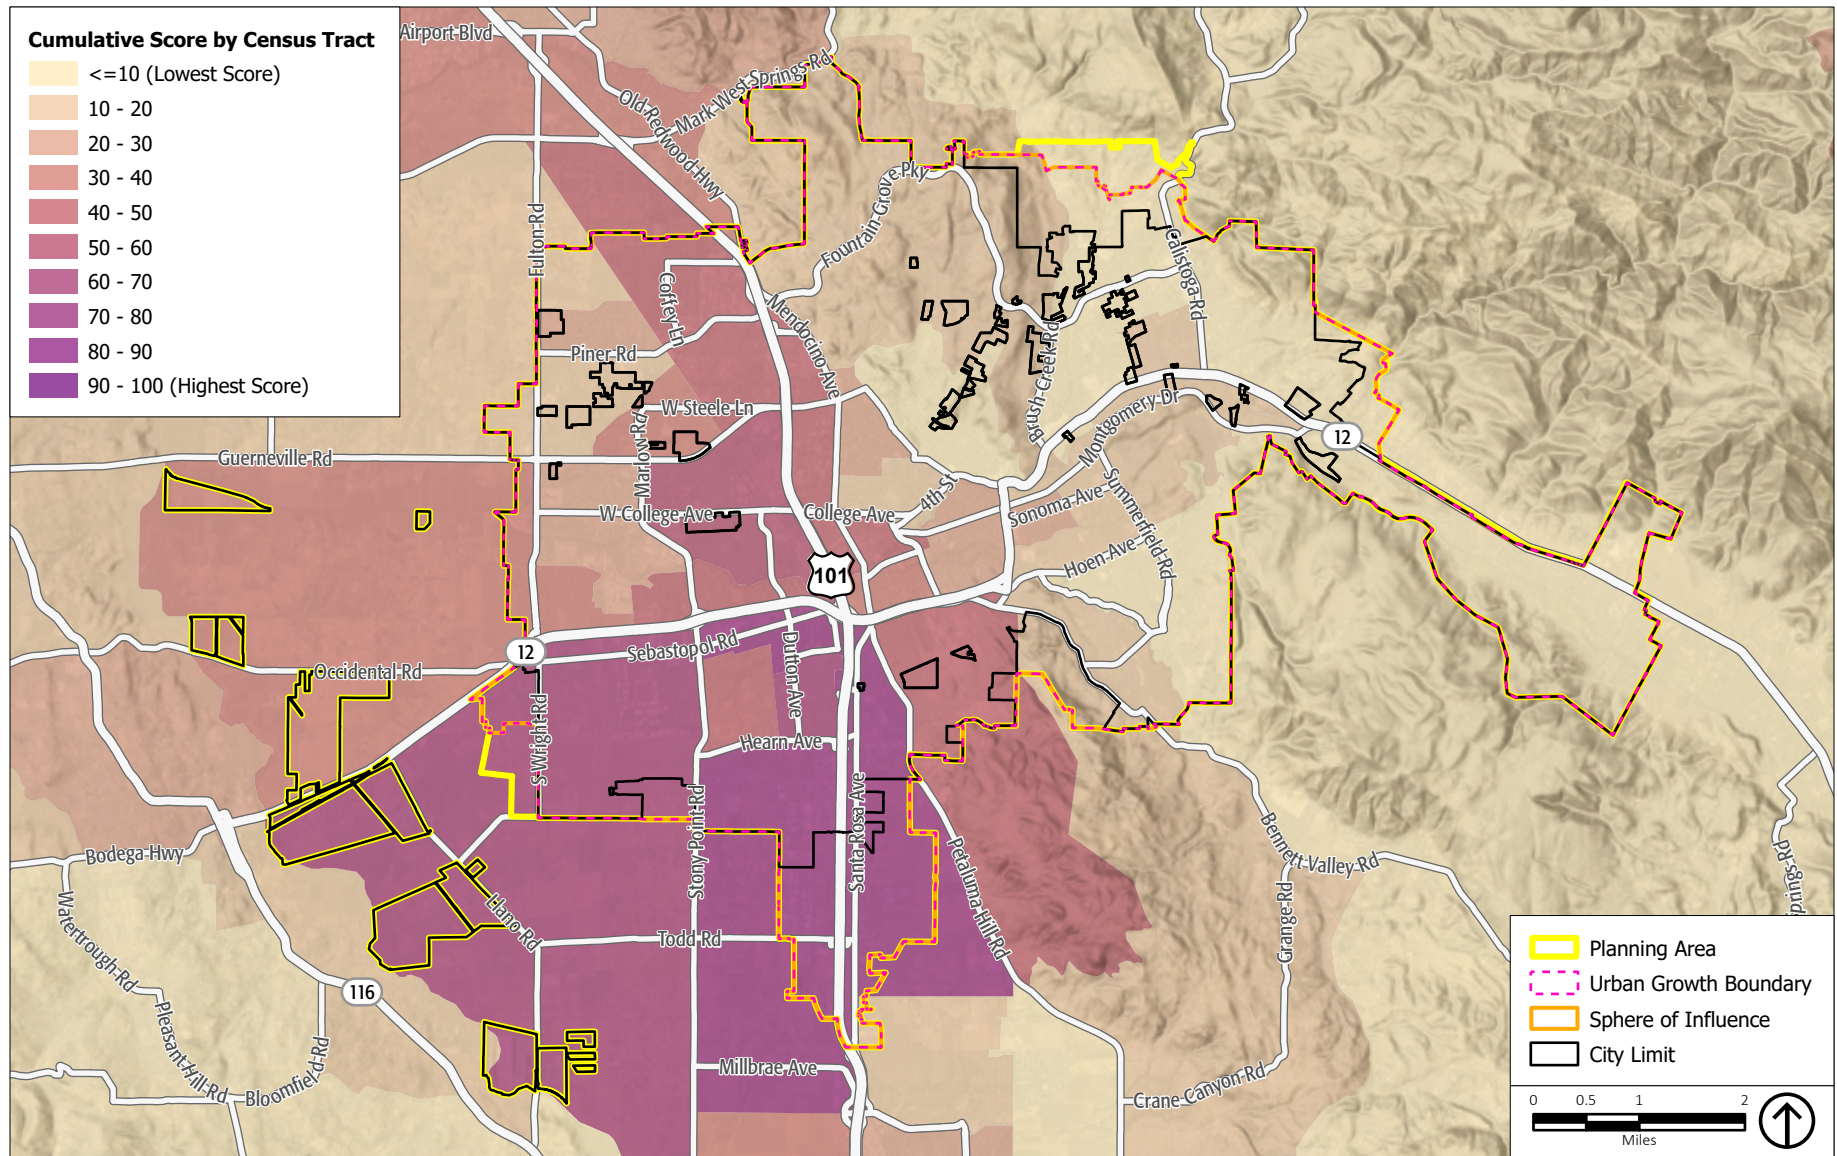 Cumulative Score by Census Tract
<=10 (Lowest Score)
10 - 20
20 - 30
30 - 40
40 - 50
50 - 60
60 - 70
70 - 80
80 - 90
90 - 100 (Highest Score)
Airport Blvd
Old Redwood Hwy
Mark West Springs Rd
Fountain Grove Pky
Fulton Rd
Coffey Ln
Mendocino Ave
Calistoga Rd
Piner Rd
Brush Creek Rd
W Steele Ln
Marlow Rd
Montgomery Dr
12
Guerneville Rd
Summerfield Rd
4th St
Sonoma Ave
W College Ave
College Ave
Hoen Ave
101
12
Sebastopol Rd
Occidental Rd
Dutton Ave
S Wright Rd
Hearn Ave
Santa Rosa Ave
Stony Point Rd
Petaluma Hill Rd
Bennett Valley Rd
Bodega Hwy
Watertrough Rd
Llano Rd
Todd Rd
Grange Rd
116
Pleasant Hill Rd
Bloomfield Rd
Millbrae Ave
Crane Canyon Rd
Springs Rd
Planning Area
Urban Growth Boundary
Sphere of Influence
City Limit
0 0.5 1 2
Miles